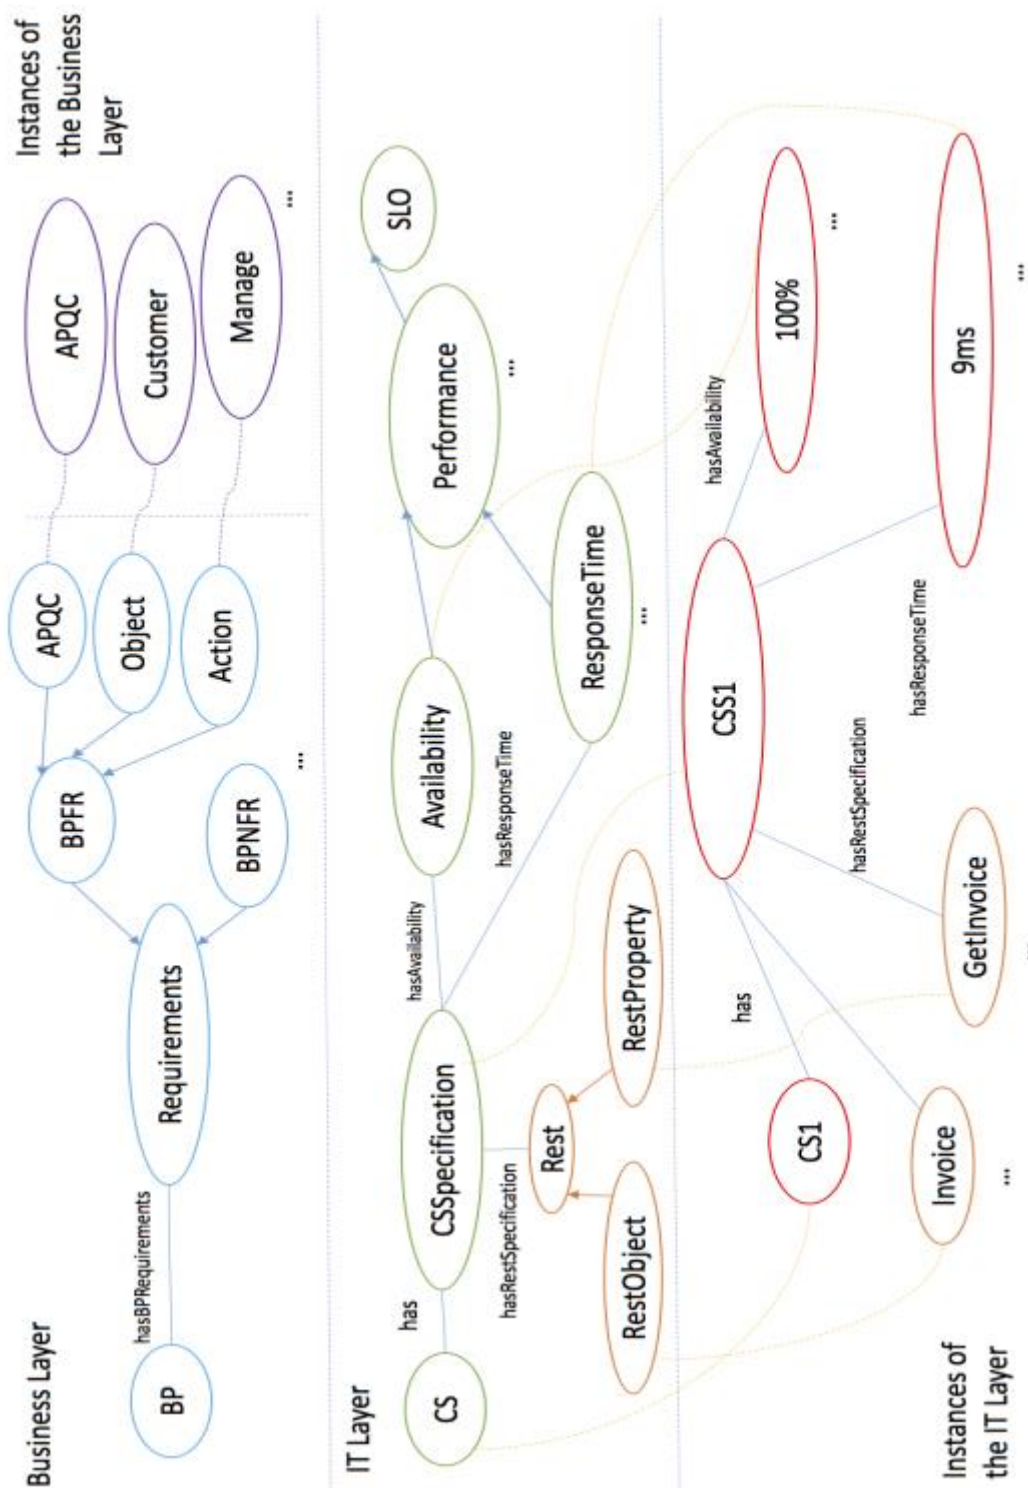 Business Layer
Instances of
the Business
Layer
APQC
APQC
BPFR
Object
Customer
Requirements
hasBPRequirements
BP
Action
Manage
BPNFR
...
...
IT Layer
SLO
Performance
...
Availability
hasAvailability
CSSpecification
has
CS
hasResponseTime
ResponseTime
...
hasRestSpecification
Rest
RestProperty
RestObject
hasAvailability
100%
...
CSS1
has
CS1
hasRestSpecification
hasResponseTime
9ms
...
Invoice
...
GetInvoice
...
Instances of
the IT Layer